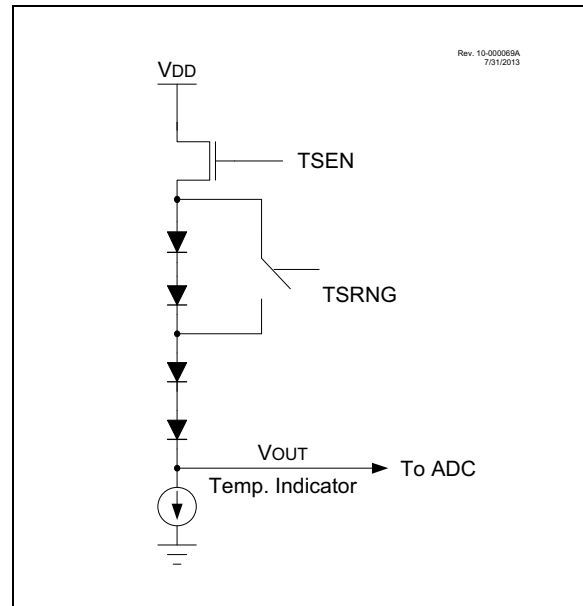 Rev. 10-000069A
7/31/2013
VDD
TSEN
TSRNG
VOUT
To ADC
Temp. Indicator